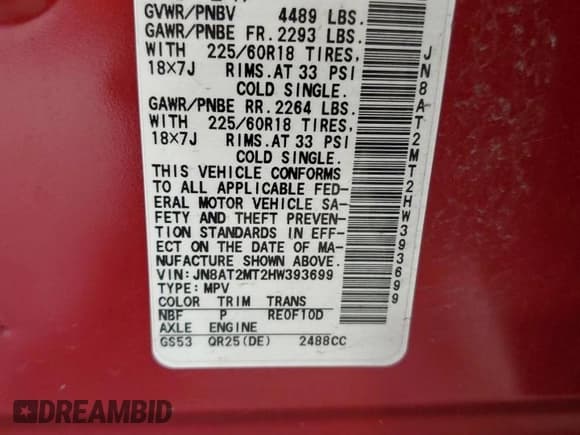 GVWR/PNBV 4489 LBS.
GAWR/PNBE FR. 2293 LBS.
WITH 225/60R18 TIRES,
18×7J RIMS.AT 33 PSI
COLD SINGLE.
GAWR/PNBE RR. 2264 LBS.
WITH 225/60R18 TIRES,
18×7J RIMS.AT 33 PSI
COLD SINGLE.
THIS VEHICLE CONFORMS
TO ALL APPLICABLE FED-
ERAL MOTOR VEHICLE SA-
FETY AND THEFT PREVEN-
TION STANDARDS IN EFF-
ECT ON THE DATE OF MA-
NUFACTURE SHOWN ABOVE.
VIN: JN8AT2MT2HW393699
TYPE: MPV
COLOR TRIM TRANS
NBF P RE0F10D
AXLE ENGINE
GS53 QR25(DE) 2488CC
JN8AT2MT2HW393699
DREAMBID